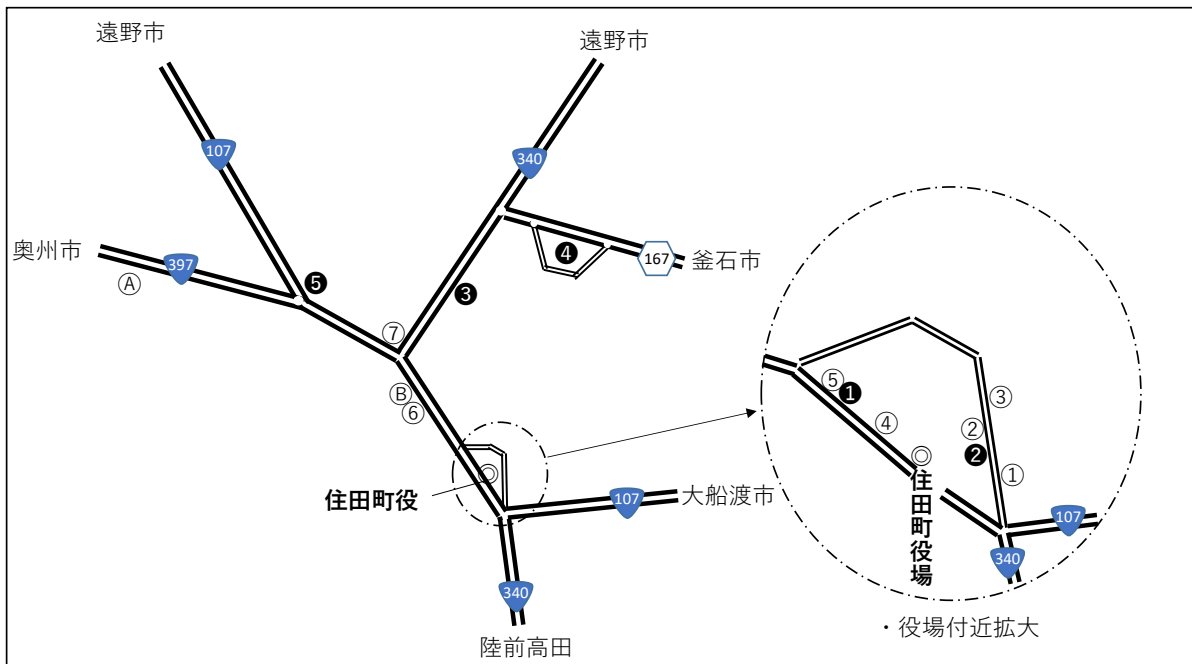 遠野市
遠野市
107
340
奥州市
Ⓐ
397
❺
❹
167
釜石市
❸
⑦
Ⓑ
⑥
住田町役
◎
107
大船渡市
340
陸前高田
⑤
❶
④
③
②
❷
①
◎
住田町役場
107
340
・役場付近拡大